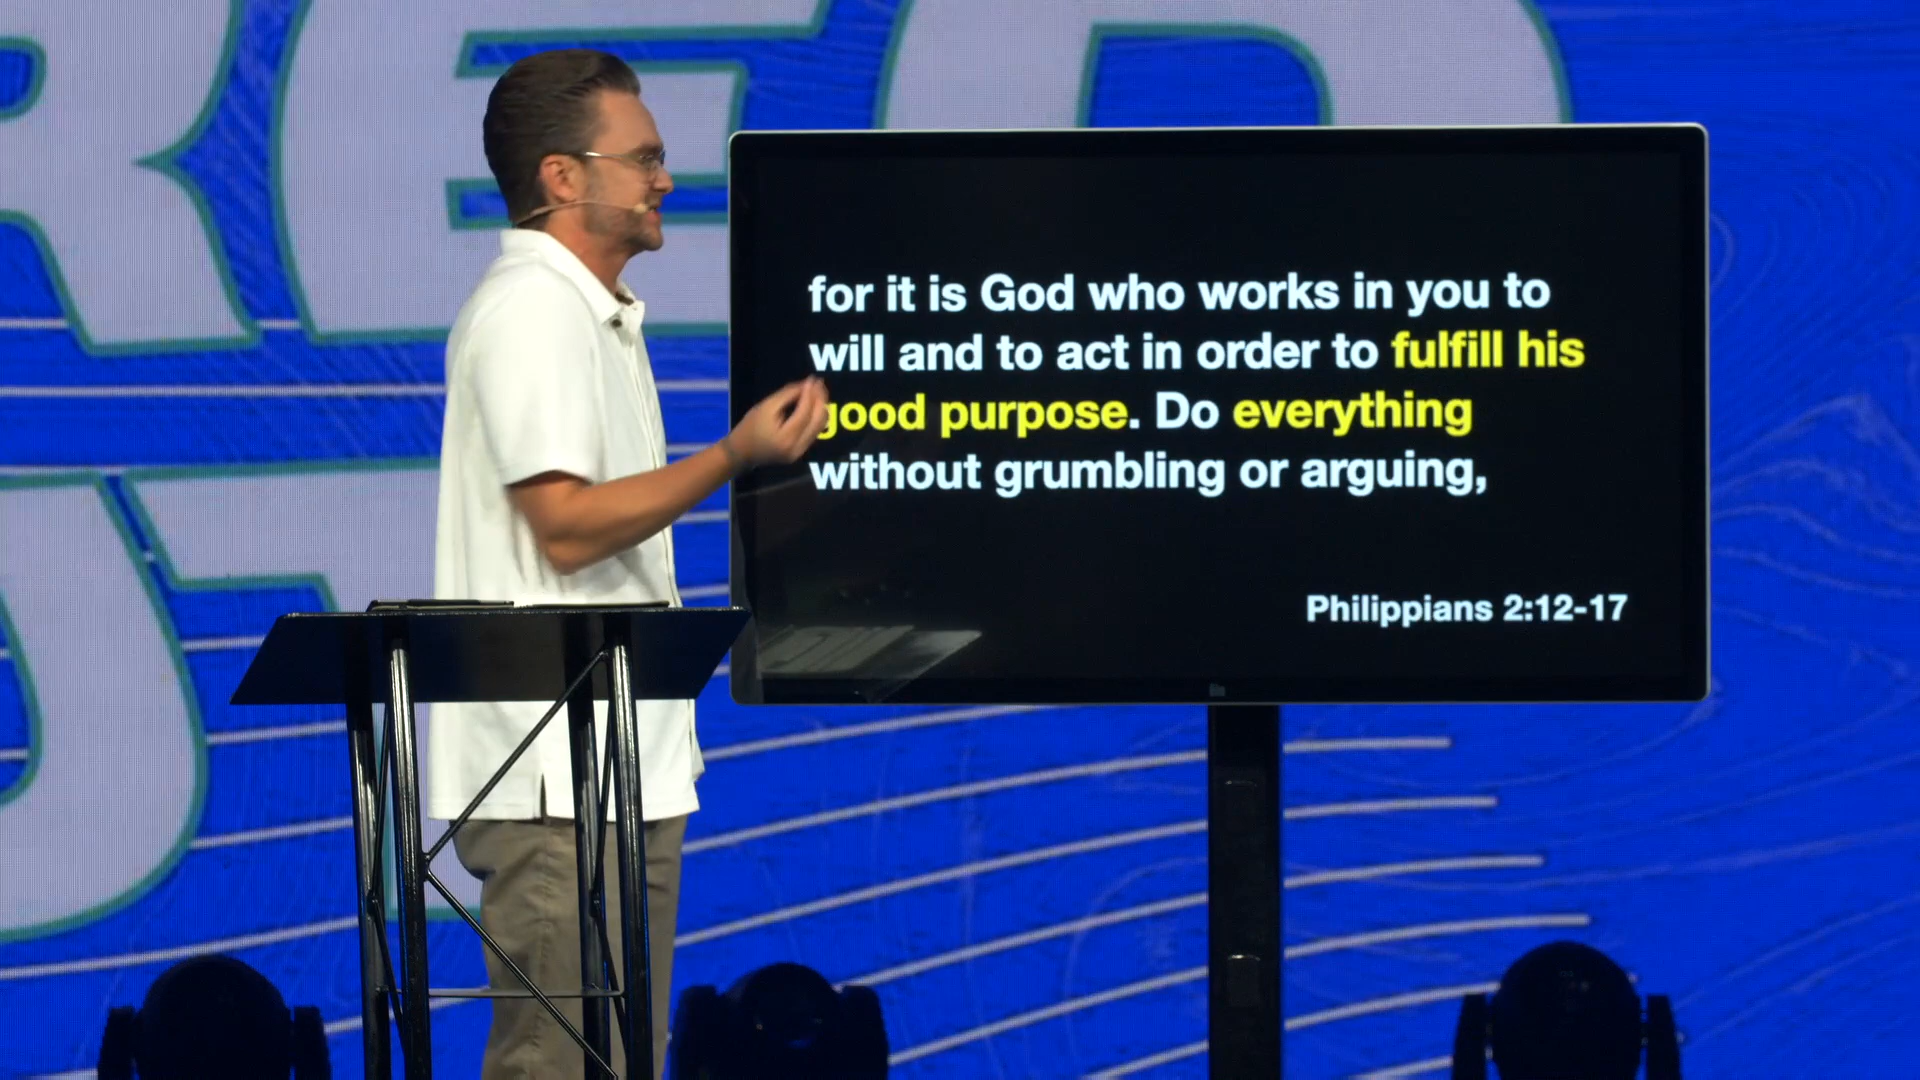 for it is God who works in you to
will and to act in order to fulfill his
good purpose. Do everything
without grumbling or arguing,
Philippians 2:12-17